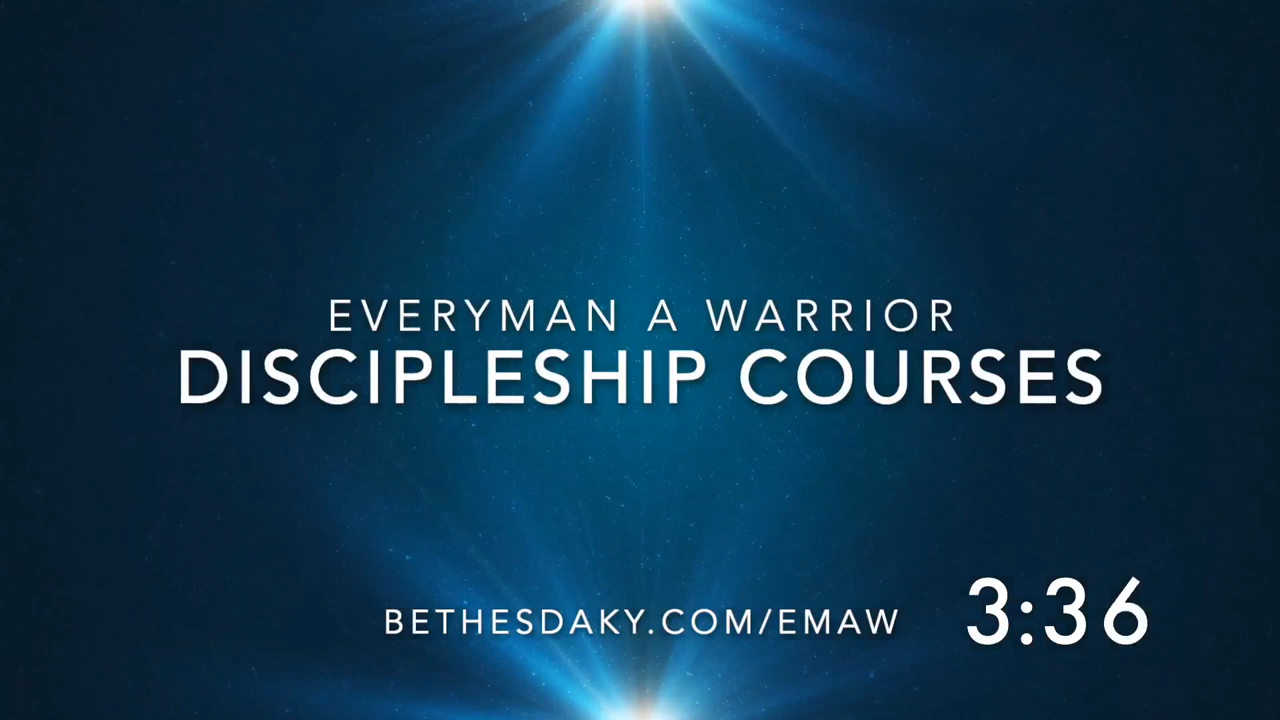 EVERYMAN A WARRIOR
DISCIPLESHIP COURSES
BETHESDAKY.COM/EMAW
3:36